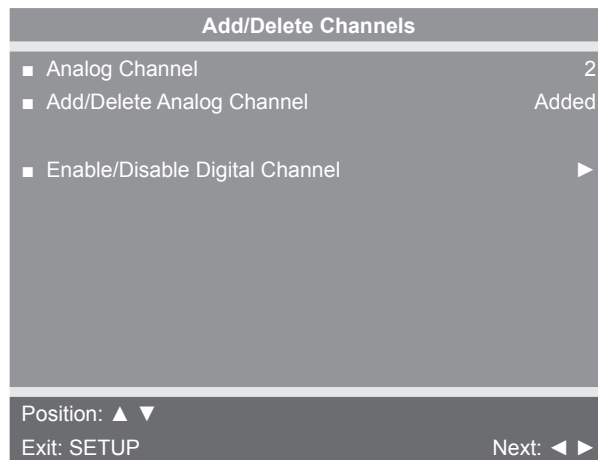 Add/Delete Channels
■ Analog Channel 2
■ Add/Delete Analog Channel Added
■ Enable/Disable Digital Channel ►
Position: ▲ ▼
Exit: SETUP Next: ◄ ►